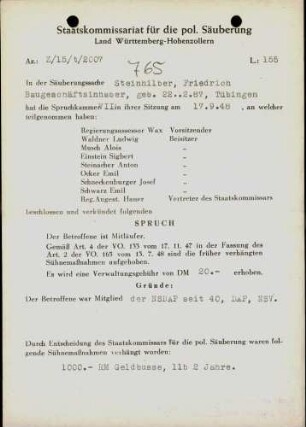 Staatskommissariat für die pol. Säuberung
Land Württemberg-Hohenzollern
Az.: Z/15/t/2007
L.: 155
765
In der Säuberungssache Steinhilber, Friedrich
Baugeschäftsinhaber, geb. 22.2.87, Tübingen
hat die Spruchkammer VII in ihrer Sitzung am 17.9.48, an welcher
teilgenommen haben:
Regierungsassessor Wax Vorsitzender
Waldner Ludwig Beisitzer
Musch Alois "
Einstein Sigbert "
Steinacher Anton "
Ocker Emil "
Schneckenburger Josef "
Schwarz Emil "
Reg.Angest. Hauer Vertreter des Staatskommissars
beschlossen und verkündet folgenden
SPRUCH
Der Betroffene ist Mitläufer.
Gemäß Art. 4 der VO. 133 vom 17. 11. 47 in der Fassung des
Art. 2 der VO. 165 vom 13. 7. 48 sind die früher verhängten
Sühnemaßnahmen aufgehoben.
Es wird eine Verwaltungsgebühr von DM 20.- erhoben.
Gründe:
Der Betroffene war Mitglied der NSDAP seit 40, DAF, NSV.
Durch Entscheidung des Staatskommissars für die pol. Säuberung waren fol-
gende Sühnemaßnahmen verhängt worden:
1000.- RM Geldbusse, 11b 2 Jahre.